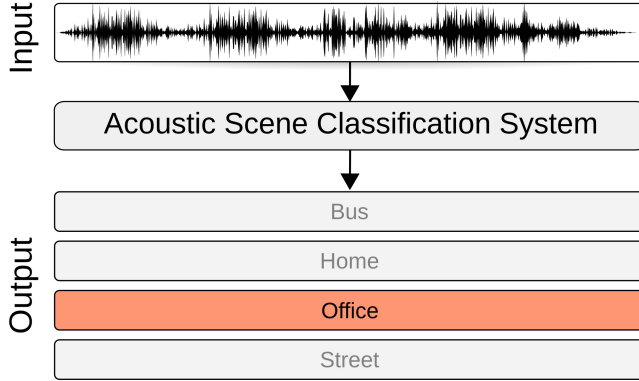 Input
Acoustic Scene Classification System
Output
Bus
Home
Office
Street